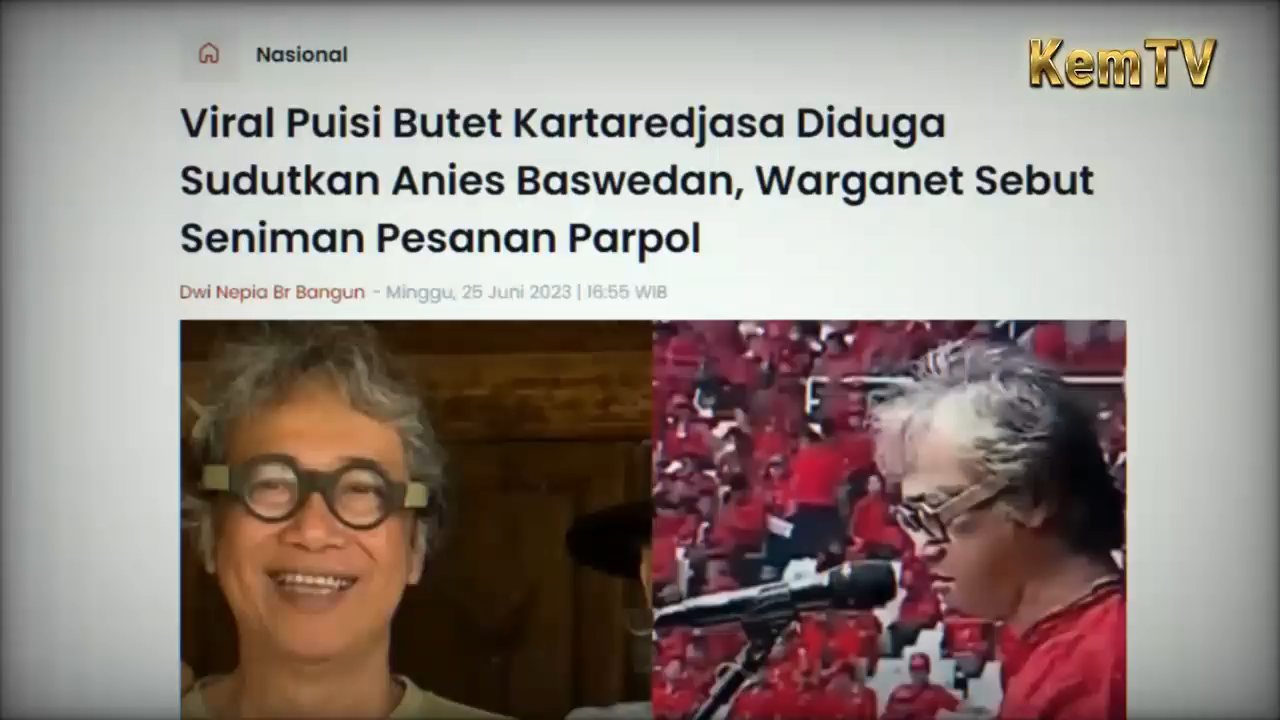 Nasional
KemTV
Viral Puisi Butet Kartaredjasa Diduga
Sudutkan Anies Baswedan, Warganet Sebut
Seniman Pesanan Parpol
Dwi Nepia Br Bangun - Minggu, 25 Juni 2023 | 16:55 WIB